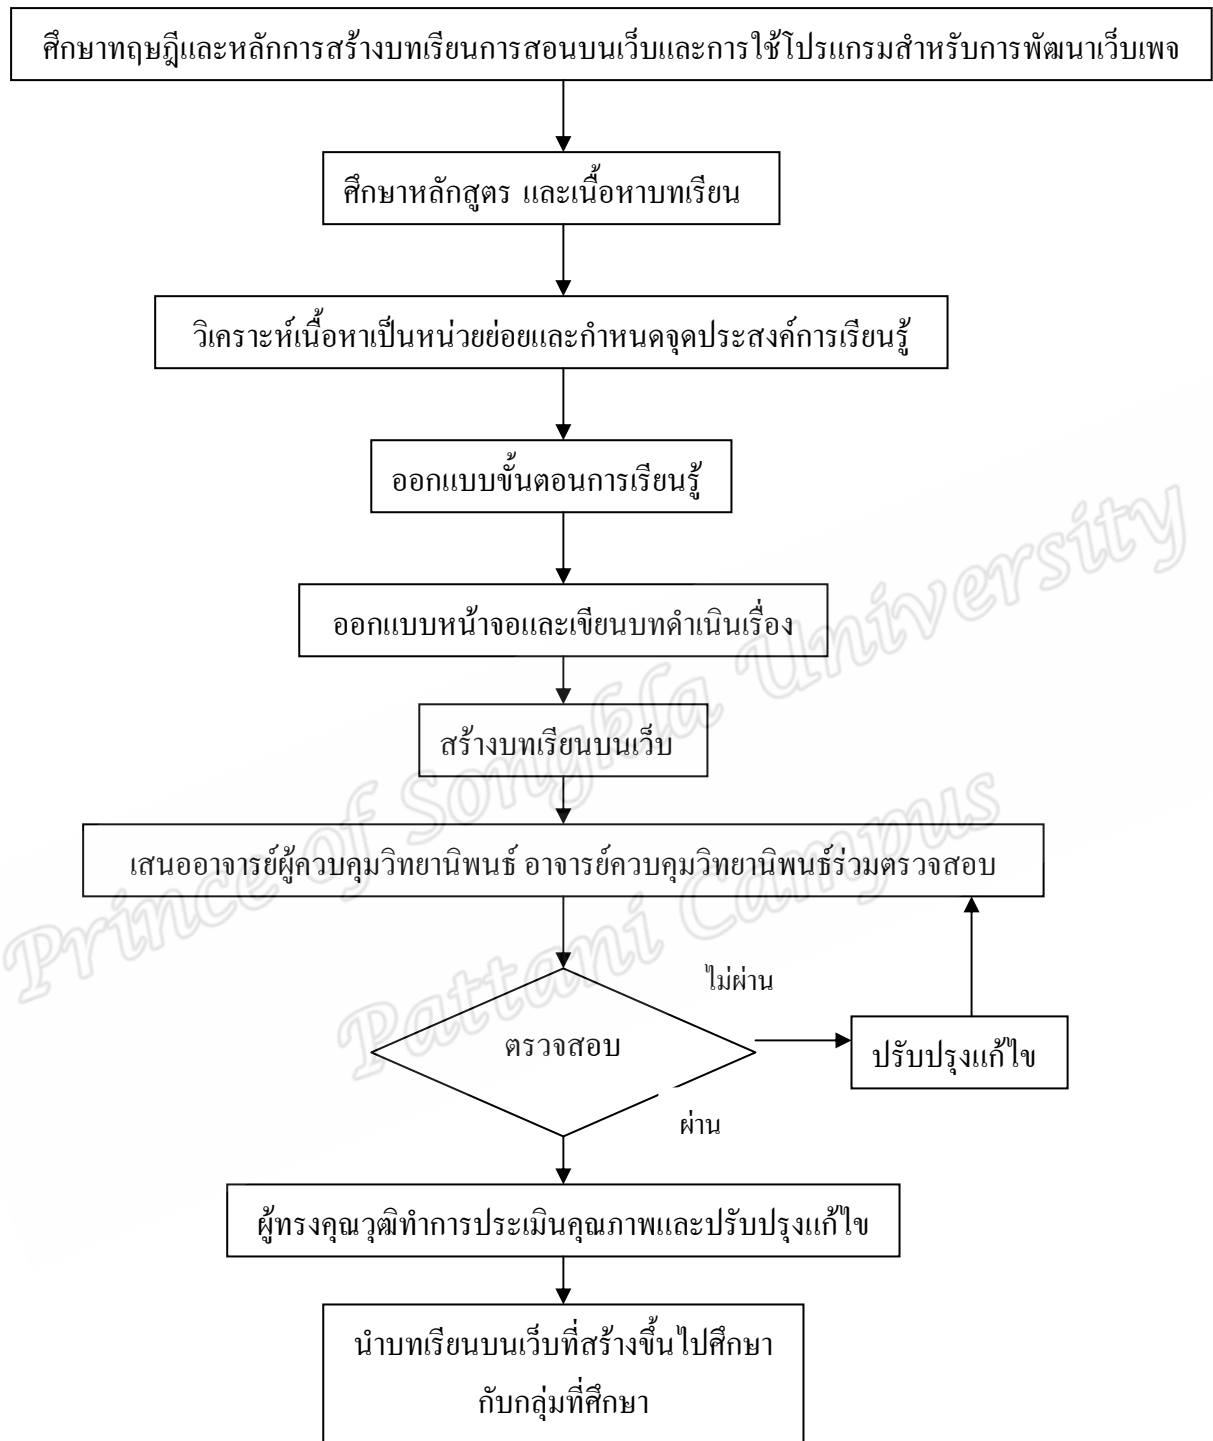 ศึกษาทฤษฎีและหลักการสร้างบทเรียนการสอนบนเว็บและการใช้โปรแกรมสำหรับการพัฒนาเว็บเพจ
ศึกษาหลักสูตร และเนื้อหาบทเรียน
วิเคราะห์เนื้อหาเป็นหน่วยย่อยและกำหนดจุดประสงค์การเรียนรู้
ออกแบบขั้นตอนการเรียนรู้
ออกแบบหน้าจอและเขียนบทดำเนินเรื่อง
สร้างบทเรียนบนเว็บ
เสนออาจารย์ผู้ควบคุมวิทยานิพนธ์ อาจารย์ควบคุมวิทยานิพนธ์ร่วมตรวจสอบ
ไม่ผ่าน
ตรวจสอบ
ปรับปรุงแก้ไข
ผ่าน
ผู้ทรงคุณวุฒิทำการประเมินคุณภาพและปรับปรุงแก้ไข
นำบทเรียนบนเว็บที่สร้างขึ้นไปศึกษา
กับกลุ่มที่ศึกษา
Prince of Songkla University
Pattani Campus